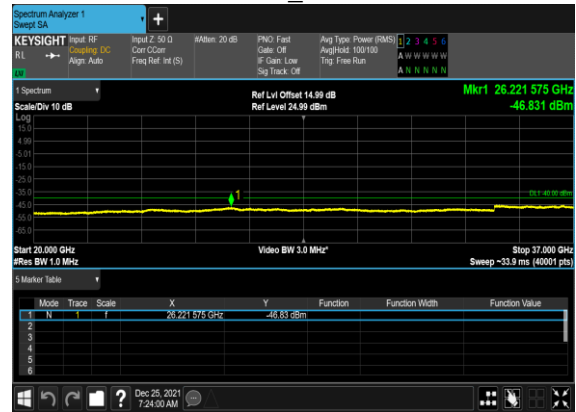 Spectrum Analyzer 1
Swept SA
+
KEYSIGHT
RL
Input: RF
Coupling: DC
Align: Auto
Input Z: 50 Ω
Corr CCorr
Freq Ref: Int (S)
#Atten: 20 dB
PNO: Fast
Gate: Off
IF Gain: Low
Sig Track: Off
Avg Type: Power (RMS)
Avg|Hold: 100/100
Trig: Free Run
1 2 3 4 5 6
A W W W W W
A N N N N N
1 Spectrum
Scale/Div 10 dB
Ref Lvl Offset 14.99 dB
Ref Level 24.99 dBm
Mkr1 26.221 575 GHz
-46.831 dBm
Log
15.0
4.99
-5.01
-15.0
-25.0
-35.0
-45.0
-55.0
-65.0
1
DL1 -40.00 dBm
Start 20.000 GHz
#Res BW 1.0 MHz
Video BW 3.0 MHz*
Stop 37.000 GHz
Sweep ~33.9 ms (40001 pts)
5 Marker Table
Mode Trace Scale X Y Function Function Width Function Value
1 N 1 f 26.221 575 GHz -46.83 dBm
2
3
4
5
6
?
Dec 25, 2021
7:24:00 AM